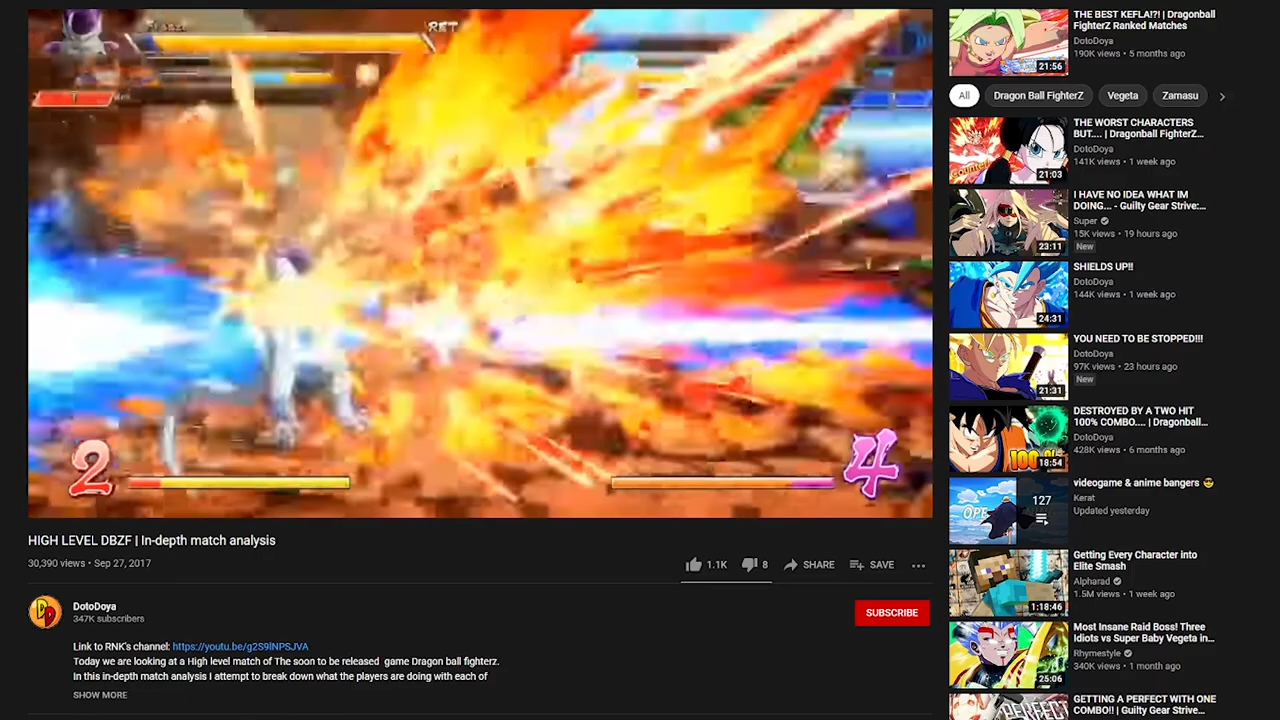 RET
2
4
HIGH LEVEL DBZF | In-depth match analysis
30,390 views • Sep 27, 2017
1.1K
8
SHARE
SAVE
DotoDoya
347K subscribers
SUBSCRIBE
Link to RNK's channel: https://youtu.be/g2S9lNPSJVA
Today we are looking at a High level match of The soon to be released game Dragon ball fighterz.
In this in-depth match analysis I attempt to break down what the players are doing with each of
SHOW MORE
21:56
THE BEST KEFLA!?! | Dragonball
FighterZ Ranked Matches
DotoDoya
190K views • 5 months ago
All
Dragon Ball FighterZ
Vegeta
Zamasu
21:03
THE WORST CHARACTERS
BUT.... | Dragonball FighterZ...
DotoDoya
141K views • 1 week ago
23:11
I HAVE NO IDEA WHAT IM
DOING... - Guilty Gear Strive:...
Super
15K views • 19 hours ago
New
24:31
SHIELDS UP!!
DotoDoya
144K views • 1 week ago
21:31
YOU NEED TO BE STOPPED!!!
DotoDoya
97K views • 23 hours ago
New
100%
18:54
DESTROYED BY A TWO HIT
100% COMBO.... | Dragonball...
DotoDoya
428K views • 6 months ago
OPE
127
videogame & anime bangers 😎
Kerat
Updated yesterday
1:18:46
Getting Every Character into
Elite Smash
Alpharad
1.5M views • 1 week ago
25:06
Most Insane Raid Boss! Three
Idiots vs Super Baby Vegeta in...
Rhymestyle
340K views • 1 month ago
PERFECT
GETTING A PERFECT WITH ONE
COMBO!! | Guilty Gear Strive...